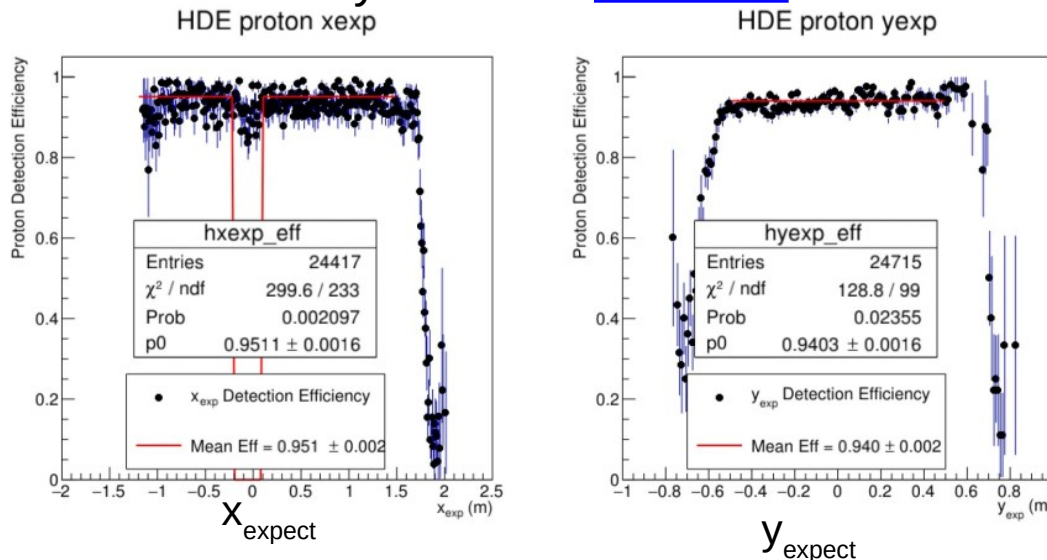 HDE proton xexp
Proton Detection Efficiency
1
0.8
0.6
0.4
0.2
0
hxexp_eff
Entries 24417
χ² / ndf 299.6 / 233
Prob 0.002097
p0 0.9511 ± 0.0016
x_exp Detection Efficiency
Mean Eff = 0.951 ± 0.002
−2 −1.5 −1 −0.5 0 0.5 1 1.5 2 2.5
x_exp (m)
x_expect
HDE proton yexp
Proton Detection Efficiency
1
0.8
0.6
0.4
0.2
0
hyexp_eff
Entries 24715
χ² / ndf 128.8 / 99
Prob 0.02355
p0 0.9403 ± 0.0016
y_exp Detection Efficiency
Mean Eff = 0.940 ± 0.002
−1 −0.8 −0.6 −0.4 −0.2 0 0.2 0.4 0.6 0.8
y_exp (m
y_expect